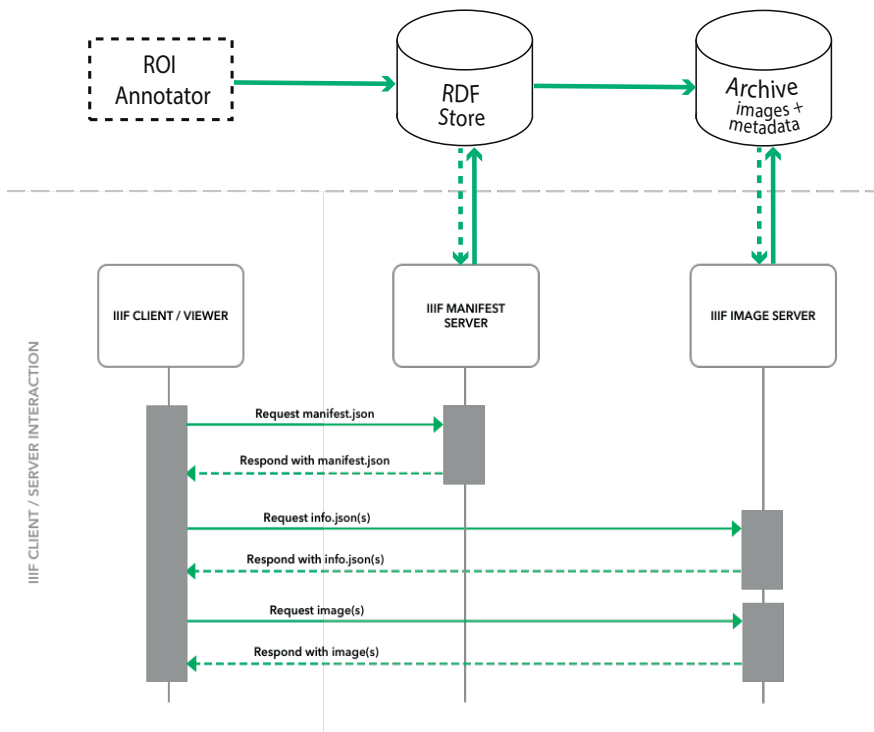 ROI
Annotator
RDF
Store
Archive
images +
metadata
IIIF CLIENT / VIEWER
IIIF MANIFEST
SERVER
IIIF IMAGE SERVER
IIIF CLIENT / SERVER INTERACTION
Request manifest.json
Respond with manifest.json
Request info.json(s)
Respond with info.json(s)
Request image(s)
Respond with image(s)